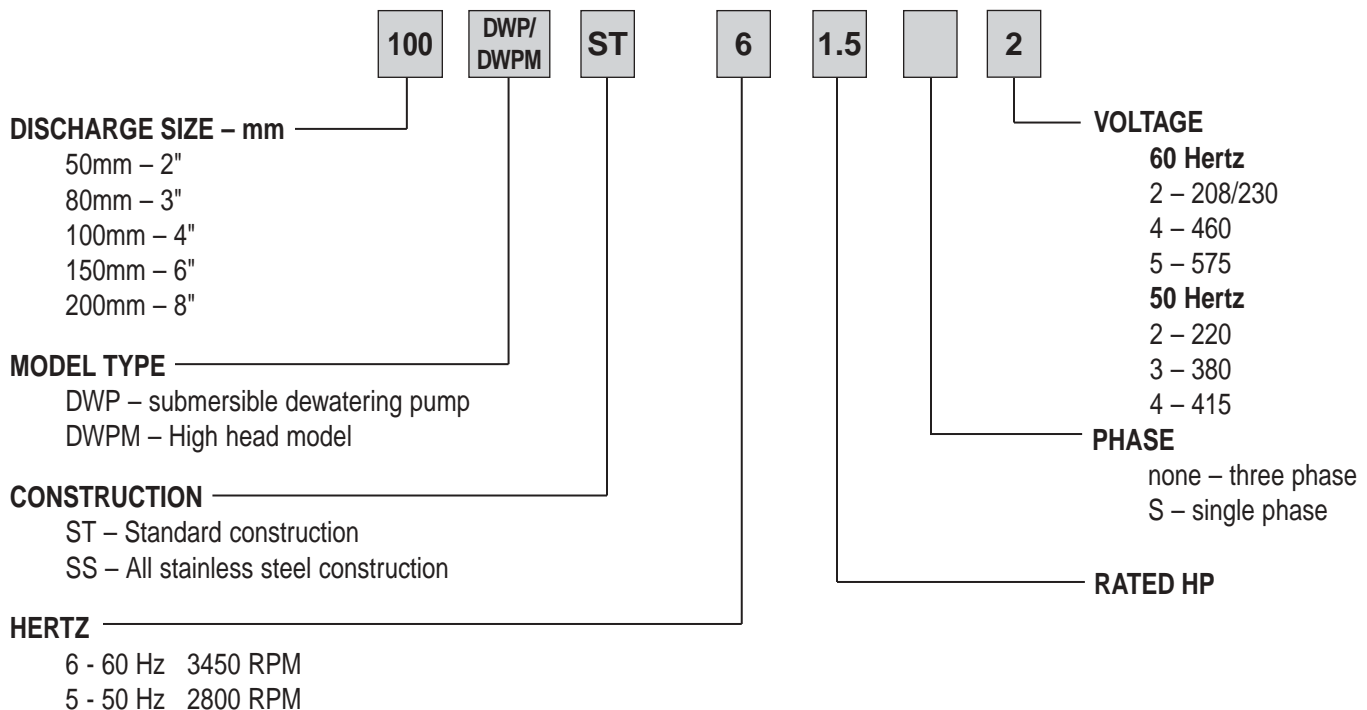 100 DWP/ DWPM ST 6 1.5 2
DISCHARGE SIZE – mm
50mm – 2"
80mm – 3"
100mm – 4"
150mm – 6"
200mm – 8"
MODEL TYPE
DWP – submersible dewatering pump
DWPM – High head model
CONSTRUCTION
ST – Standard construction
SS – All stainless steel construction
HERTZ
6 - 60 Hz 3450 RPM
5 - 50 Hz 2800 RPM
VOLTAGE
60 Hertz
2 – 208/230
4 – 460
5 – 575
50 Hertz
2 – 220
3 – 380
4 – 415
PHASE
none – three phase
S – single phase
RATED HP